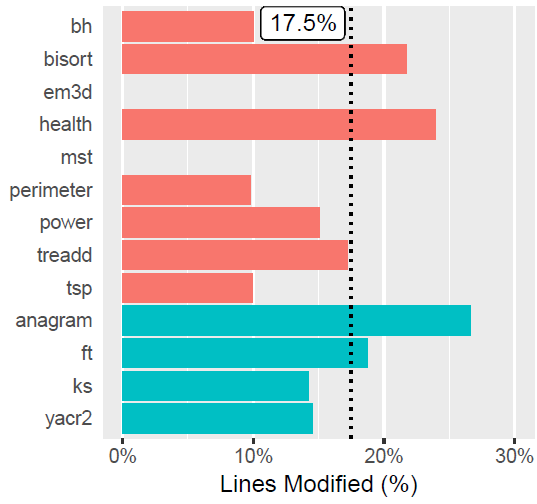 bh
17.5%
bisort
em3d
health
mst
perimeter
power
treadd
tsp
anagram
ft
ks
yacr2
0% 10% 20% 30%
Lines Modified (%)